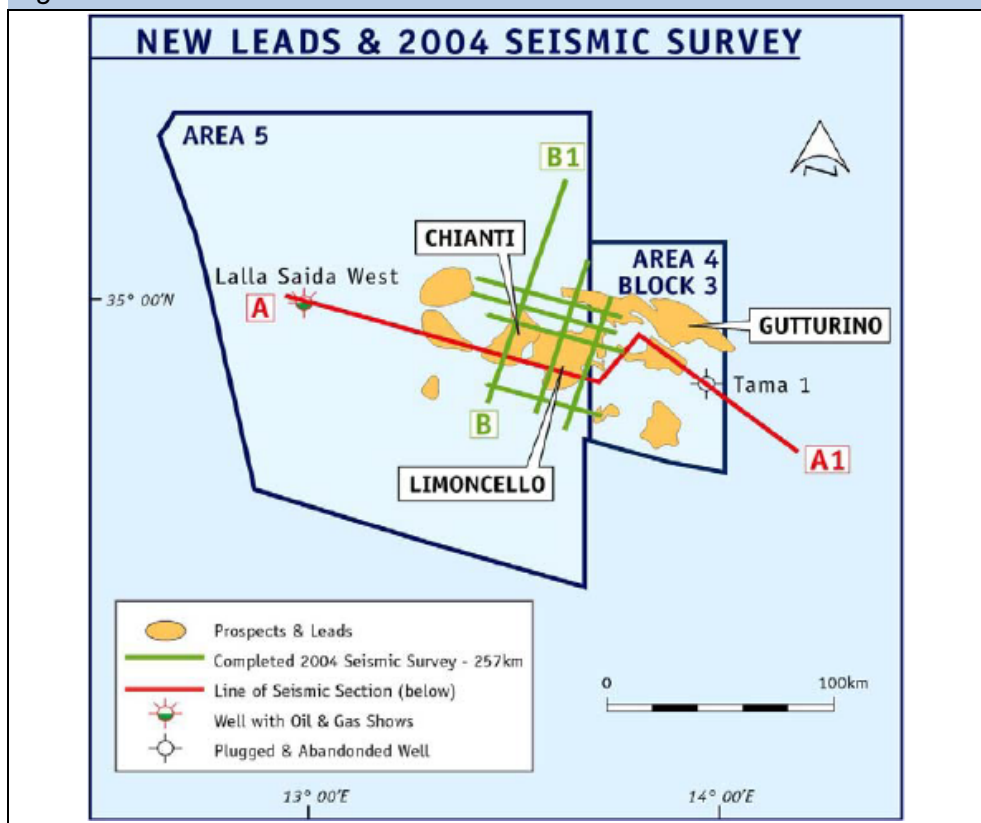 NEW LEADS & 2004 SEISMIC SURVEY
AREA 5
B1
N
CHIANTI
AREA 4
BLOCK 3
Lalla Saida West
35° 00'N
A
GUTTURINO
Tama 1
B
A1
LIMONCELLO
Prospects & Leads
Completed 2004 Seismic Survey - 257km
Line of Seismic Section (below)
Well with Oil & Gas Shows
Plugged & Abandonded Well
0 100km
13° 00'E 14° 00'E